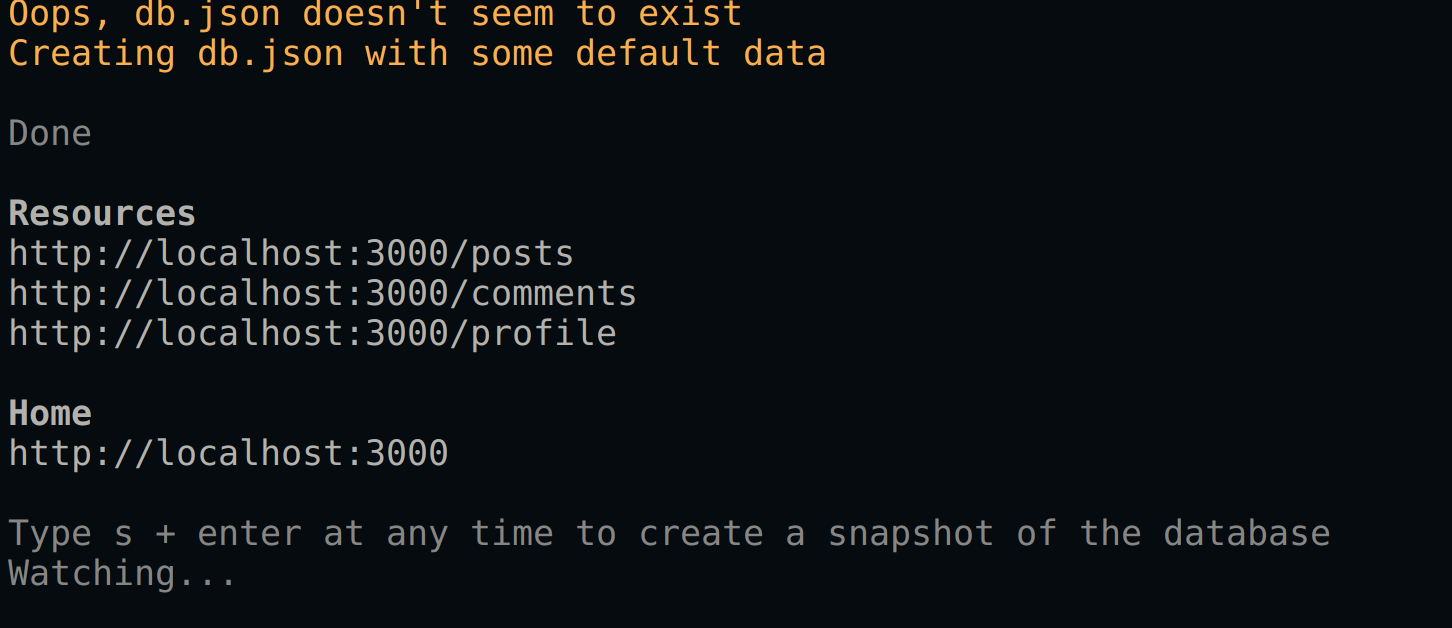 Oops, db.json doesn't seem to exist
Creating db.json with some default data
Done
Resources
http://localhost:3000/posts
http://localhost:3000/comments
http://localhost:3000/profile
Home
http://localhost:3000
Type s + enter at any time to create a snapshot of the database
Watching...